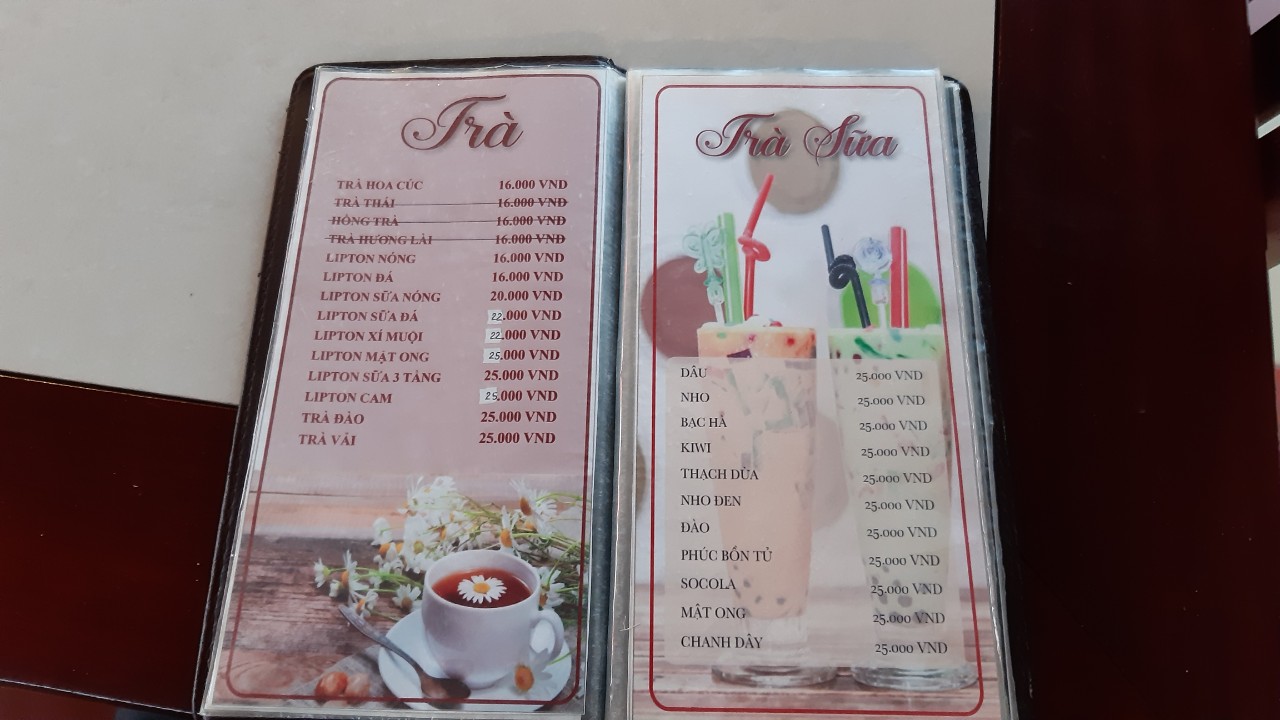 Trà
TRÀ HOA CÚC 16.000 VND
TRÀ THÁI 16.000 VND
HỒNG TRÀ 16.000 VND
TRÀ HƯƠNG LÀI 16.000 VND
LIPTON NÓNG 16.000 VND
LIPTON ĐÁ 16.000 VND
LIPTON SỮA NÓNG 20.000 VND
LIPTON SỮA ĐÁ 22.000 VND
LIPTON XÍ MUỘI 22.000 VND
LIPTON MẬT ONG 25.000 VND
LIPTON SỮA 3 TẦNG 25.000 VND
LIPTON CAM 25.000 VND
TRÀ ĐÀO 25.000 VND
TRÀ VẢI 25.000 VND
Trà Sữa
DÂU 25.000 VND
NHO 25.000 VND
BẠC HÀ 25.000 VND
KIWI 25.000 VND
THẠCH DỪA 25.000 VND
NHO ĐEN 25.000 VND
ĐÀO 25.000 VND
PHÚC BỒN TỬ 25.000 VND
SOCOLA 25.000 VND
MẬT ONG 25.000 VND
CHANH DÂY 25.000 VND